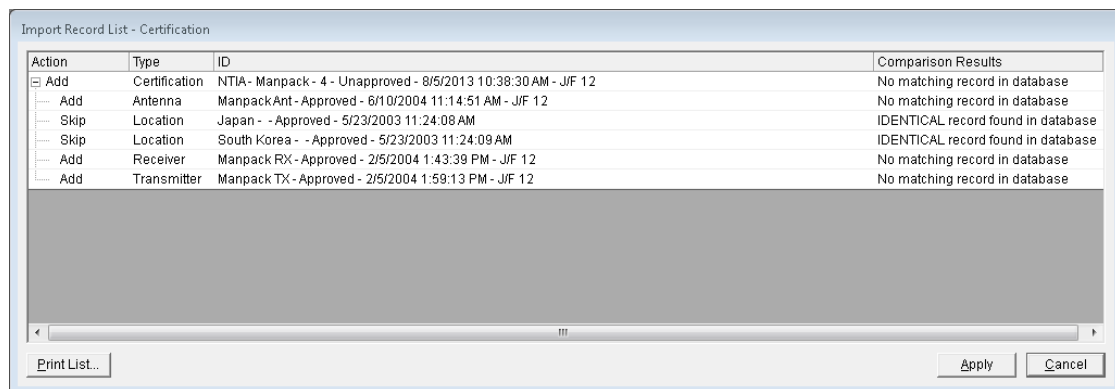 Import Record List - Certification
Action Type ID Comparison Results
Add Certification NTIA - Manpack - 4 - Unapproved - 8/5/2013 10:38:30 AM - J/F 12 No matching record in database
Add Antenna Manpack Ant - Approved - 6/10/2004 11:14:51 AM - J/F 12 No matching record in database
Skip Location Japan - - Approved - 5/23/2003 11:24:08 AM IDENTICAL record found in database
Skip Location South Korea - - Approved - 5/23/2003 11:24:09 AM IDENTICAL record found in database
Add Receiver Manpack RX - Approved - 2/5/2004 1:43:39 PM - J/F 12 No matching record in database
Add Transmitter Manpack TX - Approved - 2/5/2004 1:59:13 PM - J/F 12 No matching record in database
Print List... Apply Cancel